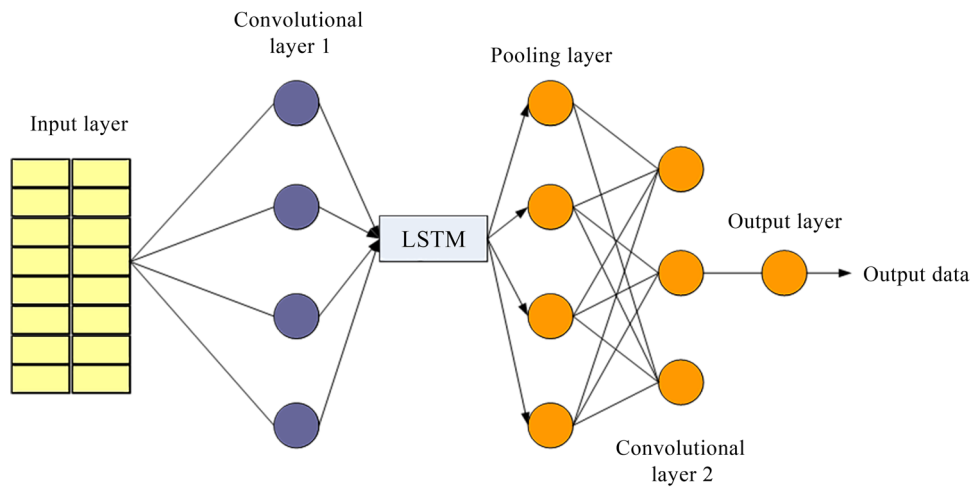 Convolutional
layer 1
Pooling layer
Input layer
LSTM
Output layer
Output data
Convolutional
layer 2